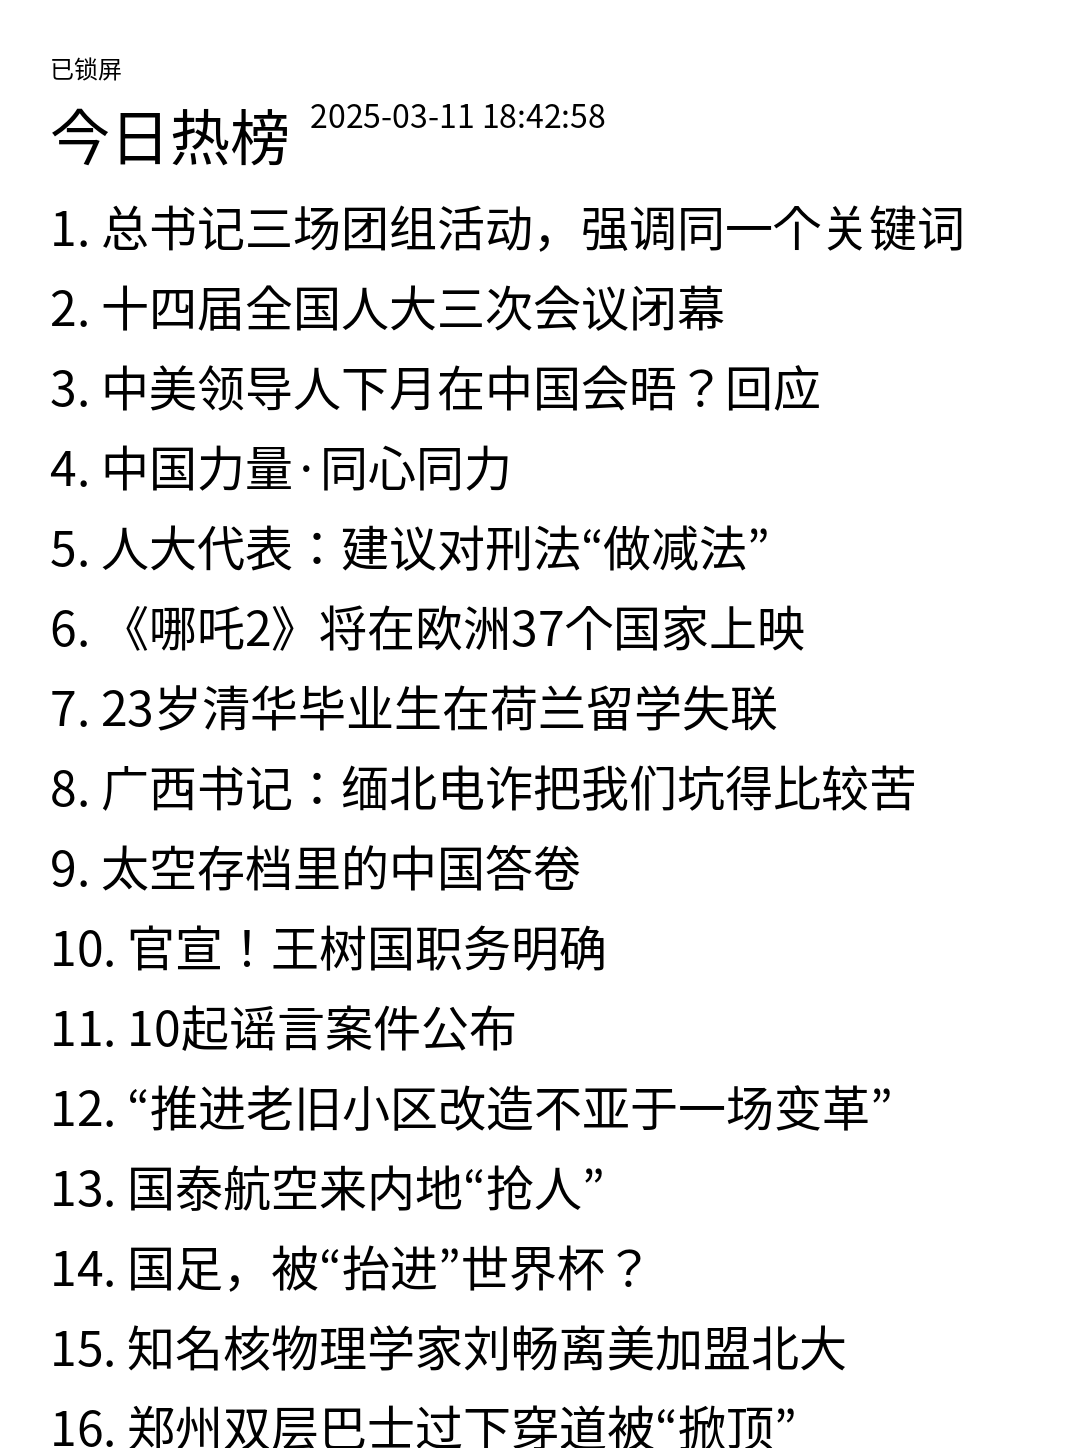 已锁屏
今日热榜 2025-03-11 18:42:58
1. 总书记三场团组活动，强调同一个关键词
2. 十四届全国人大三次会议闭幕
3. 中美领导人下月在中国会晤？回应
4. 中国力量·同心同力
5. 人大代表：建议对刑法“做减法”
6. 《哪吒2》将在欧洲37个国家上映
7. 23岁清华毕业生在荷兰留学失联
8. 广西书记：缅北电诈把我们坑得比较苦
9. 太空存档里的中国答卷
10. 官宣！王树国职务明确
11. 10起谣言案件公布
12. “推进老旧小区改造不亚于一场变革”
13. 国泰航空来内地“抢人”
14. 国足，被“抬进”世界杯？
15. 知名核物理学家刘畅离美加盟北大
16. 郑州双层巴士过下穿道被“掀顶”